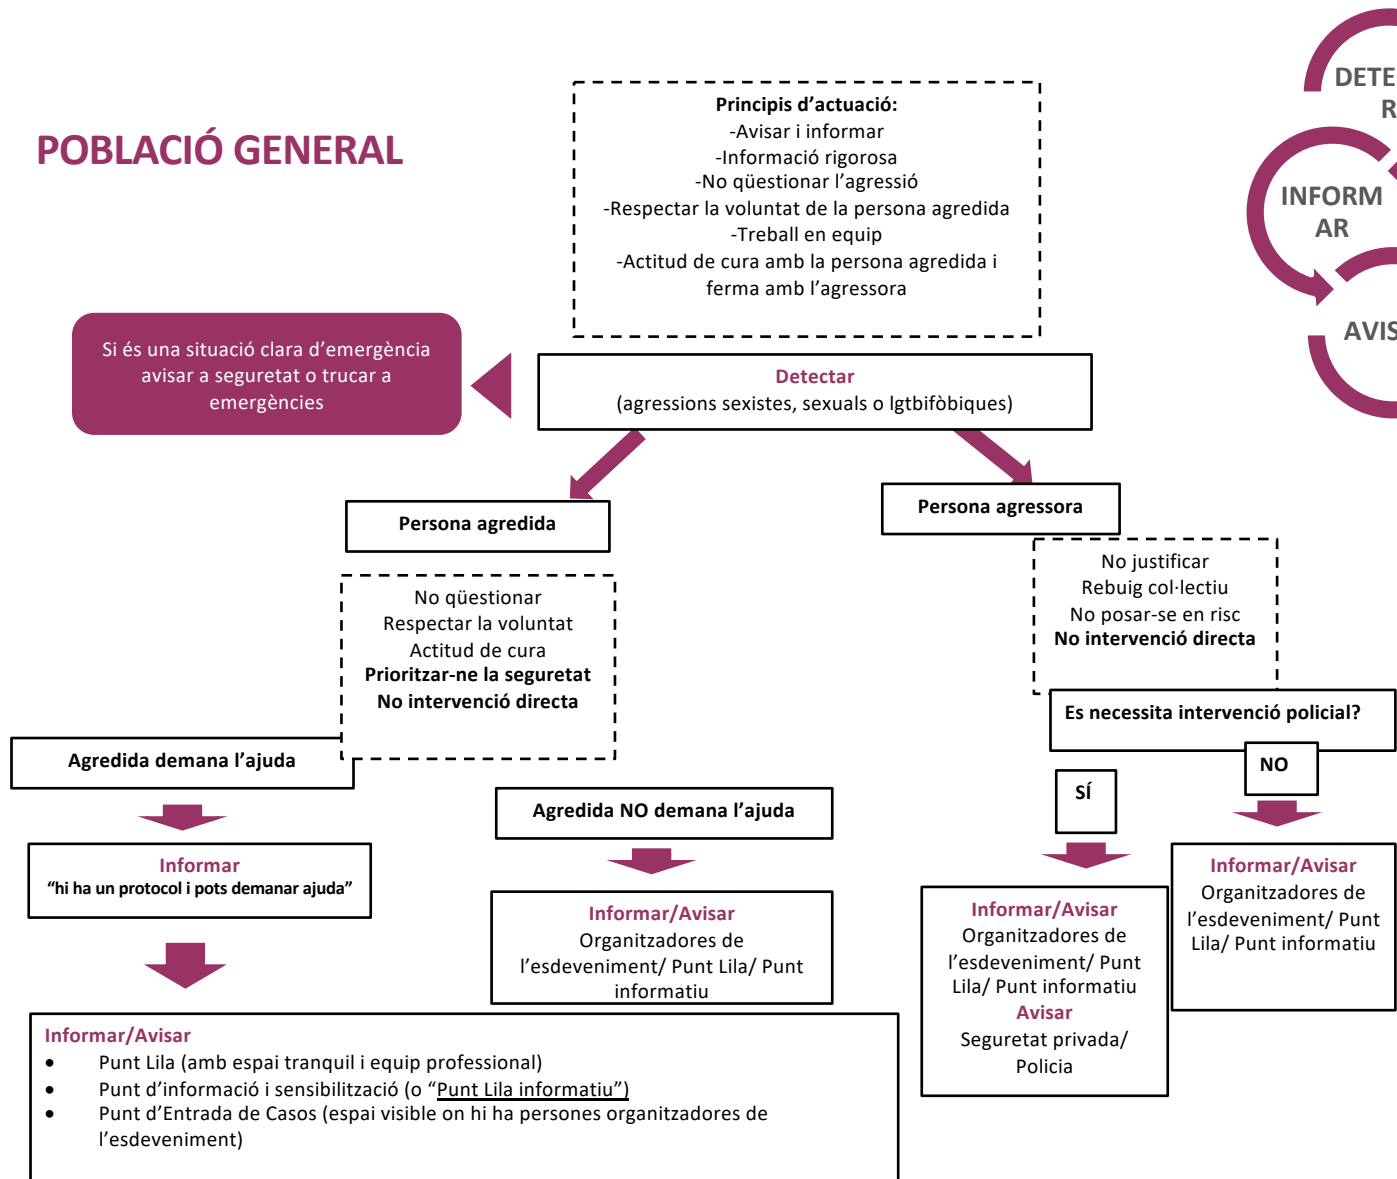 POBLACIÓ GENERAL
Principis d’actuació:
-Avisar i informar
-Informació rigorosa
-No qüestionar l’agressió
-Respectar la voluntat de la persona agredida
-Treball en equip
-Actitud de cura amb la persona agredida i
ferma amb l’agressora
DETE
R
INFORM
AR
AVIS
Si és una situació clara d’emergència
avisar a seguretat o trucar a
emergències
Detectar
(agressions sexistes, sexuals o lgtbifòbiques)
Persona agredida
No qüestionar
Respectar la voluntat
Actitud de cura
Prioritzar-ne la seguretat
No intervenció directa
Persona agressora
No justificar
Rebuig col·lectiu
No posar-se en risc
No intervenció directa
Agredida demana l’ajuda
Informar
“hi ha un protocol i pots demanar ajuda”
Agredida NO demana l’ajuda
Informar/Avisar
Organitzadores de
l’esdeveniment/ Punt Lila/ Punt
informatiu
Es necessita intervenció policial?
SÍ
Informar/Avisar
Organitzadores de
l’esdeveniment/ Punt
Lila/ Punt informatiu
Avisar
Seguretat privada/
Policia
NO
Informar/Avisar
Organitzadores de
l’esdeveniment/ Punt
Lila/ Punt informatiu
Informar/Avisar
• Punt Lila (amb espai tranquil i equip professional)
• Punt d’informació i sensibilització (o “Punt Lila informatiu”)
• Punt d’Entrada de Casos (espai visible on hi ha persones organitzadores de
l’esdeveniment)